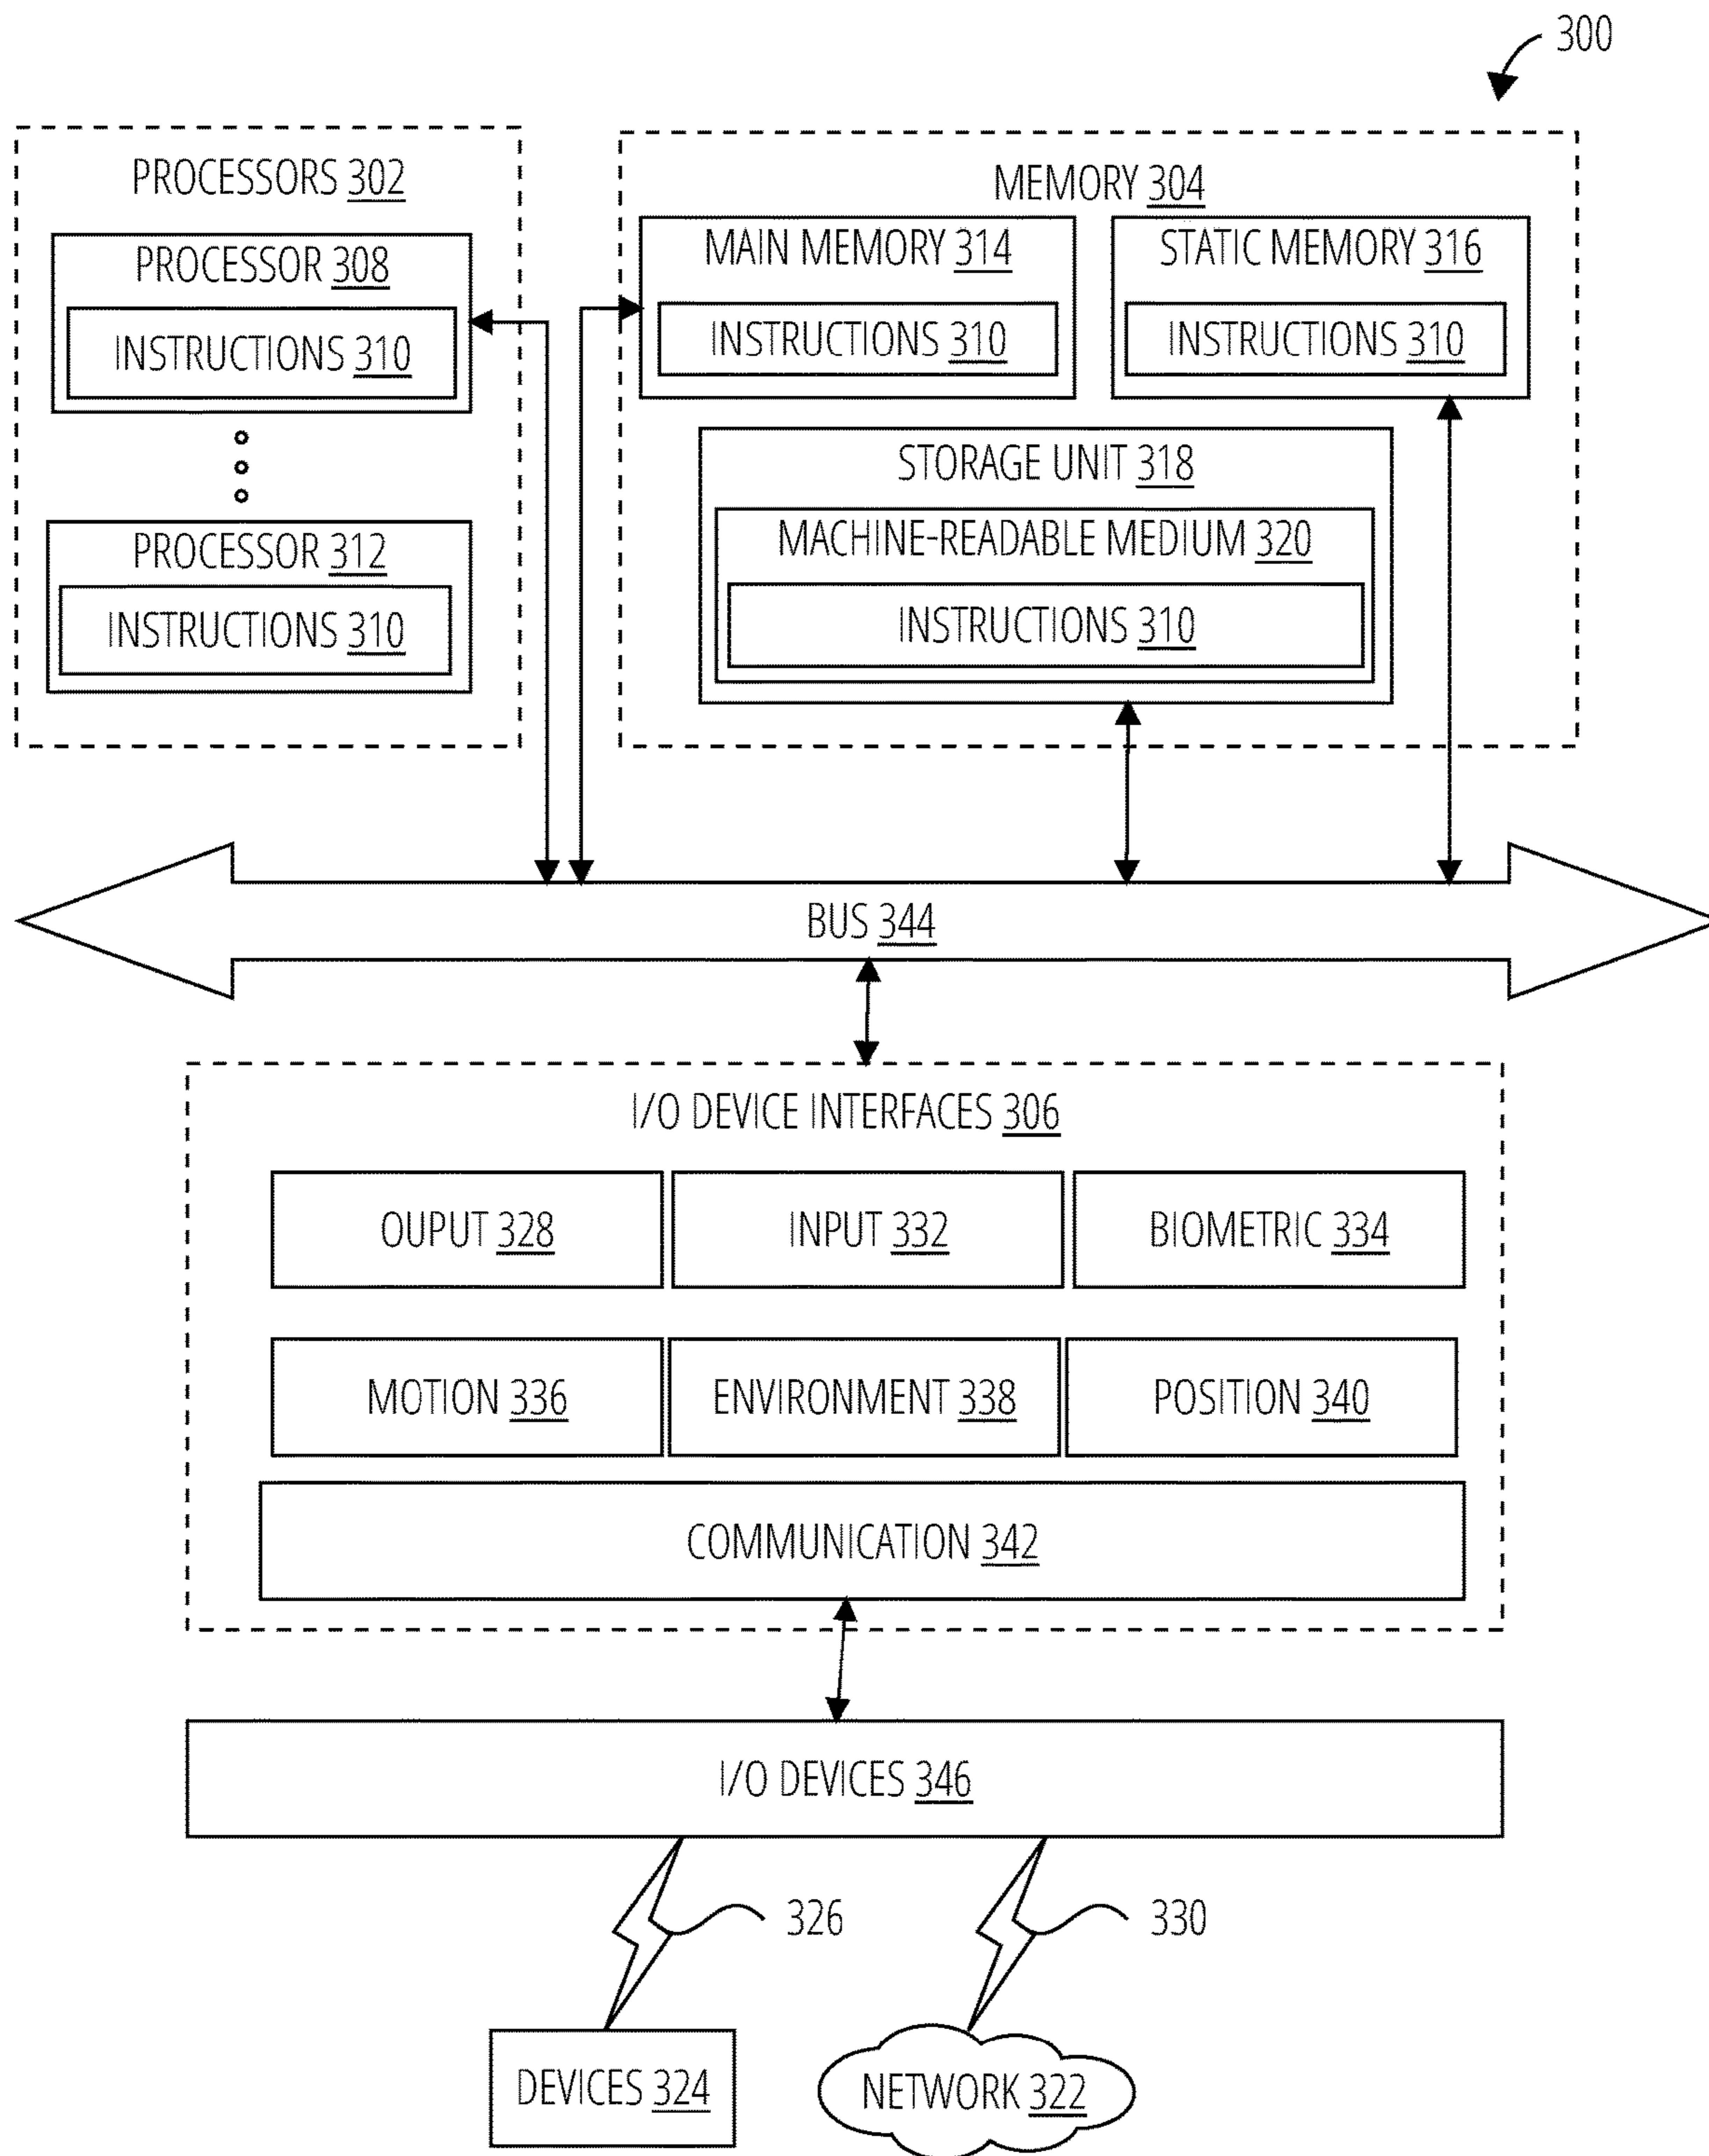 300
PROCESSORS 302
PROCESSOR 308
INSTRUCTIONS 310
PROCESSOR 312
INSTRUCTIONS 310
MEMORY 304
MAIN MEMORY 314
INSTRUCTIONS 310
STATIC MEMORY 316
INSTRUCTIONS 310
STORAGE UNIT 318
MACHINE-READABLE MEDIUM 320
INSTRUCTIONS 310
BUS 344
I/O DEVICE INTERFACES 306
OUPUT 328
INPUT 332
BIOMETRIC 334
MOTION 336
ENVIRONMENT 338
POSITION 340
COMMUNICATION 342
I/O DEVICES 346
326
330
DEVICES 324
NETWORK 322